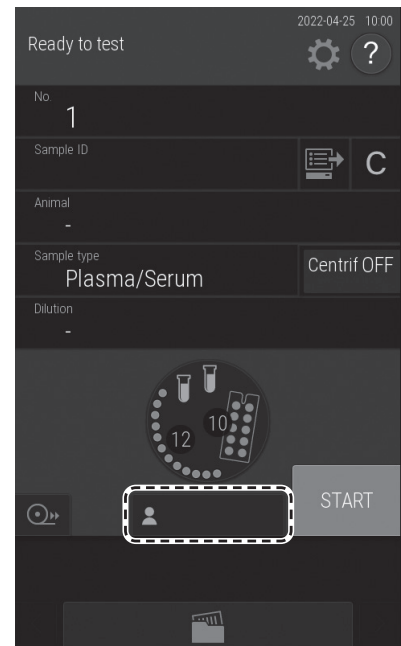 2022-04-25 10:00
Ready to test
?
No.
1
Sample ID
C
Animal
-
Sample type
Plasma/Serum
Centrif OFF
Dilution
-
10
12
START